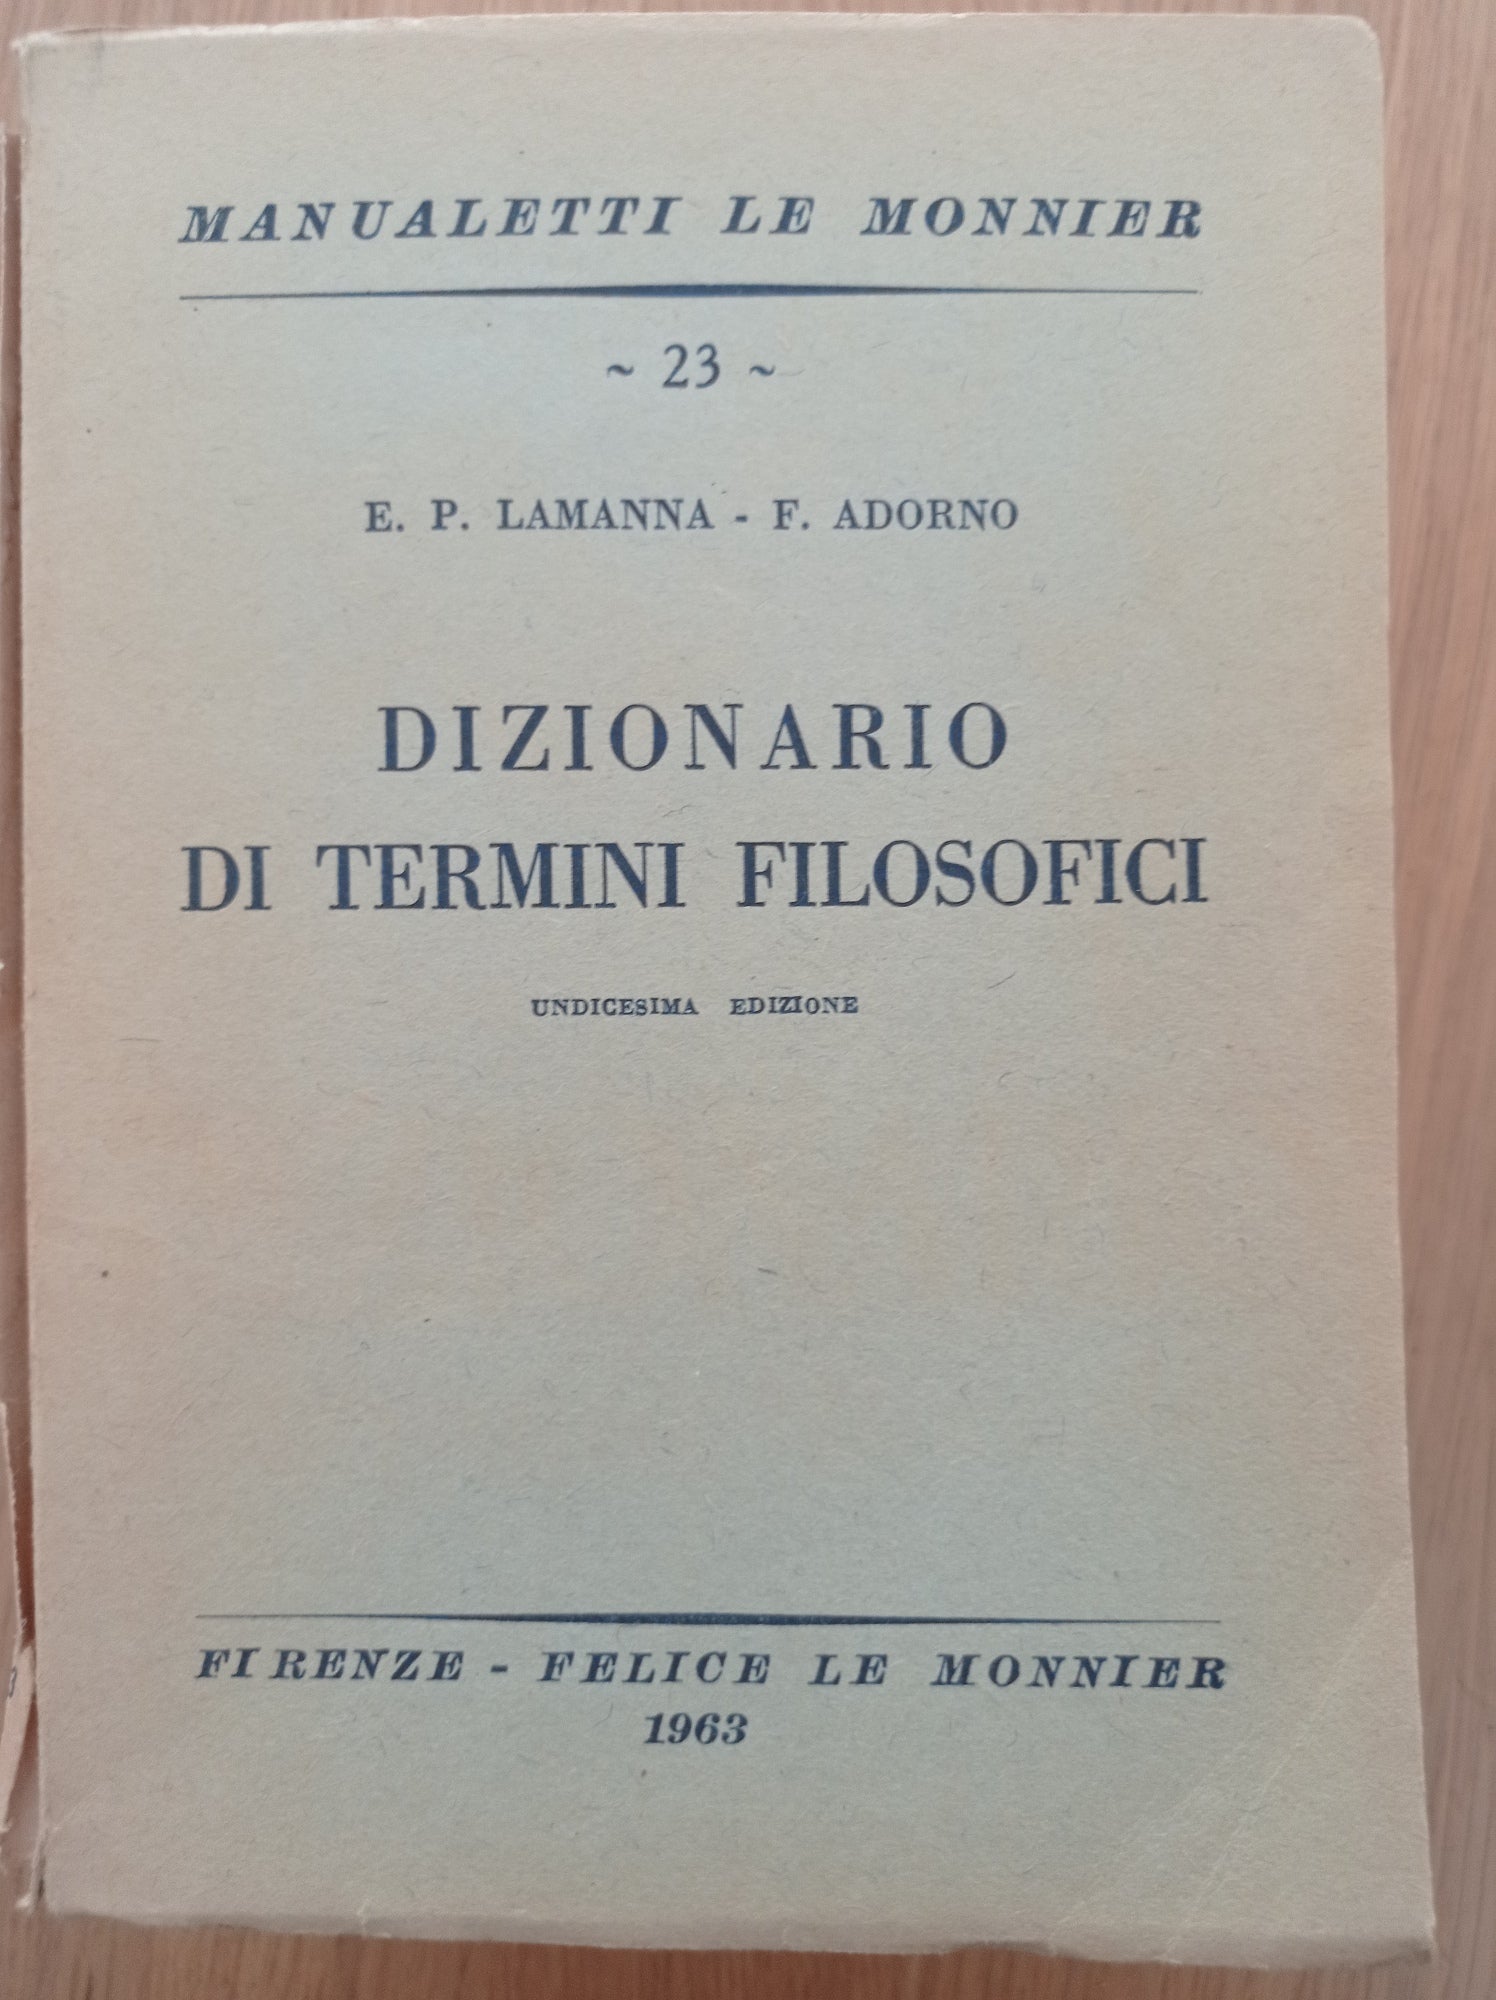 MANUALETTI LE MONNIER
~ 23 ~
E. P. LAMANNA - F. ADORNO
DIZIONARIO
DI TERMINI FILOSOFICI
UNDICESIMA EDIZIONE
FIRENZE - FELICE LE MONNIER
1963